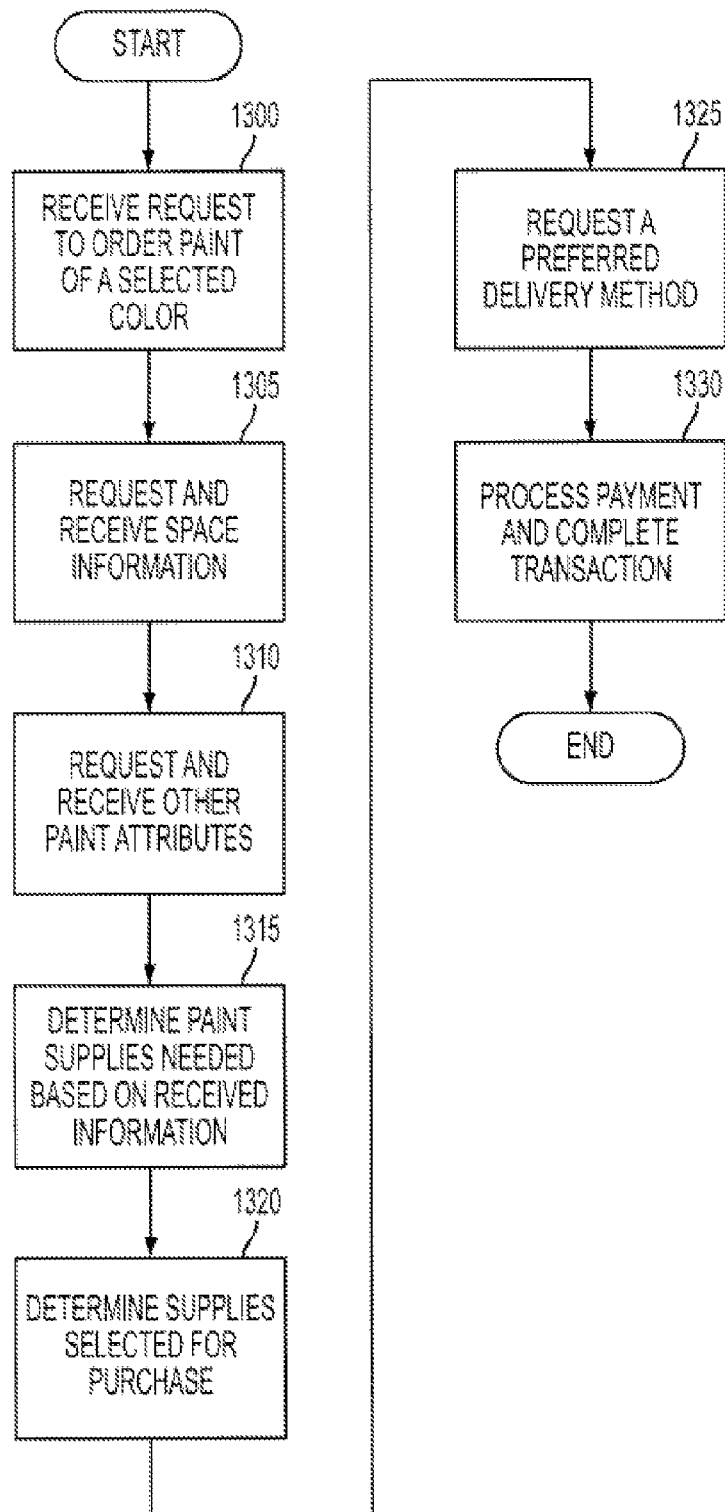 START
1300
RECEIVE REQUEST
TO ORDER PAINT
OF A SELECTED
COLOR
1305
REQUEST AND
RECEIVE SPACE
INFORMATION
1310
REQUEST AND
RECEIVE OTHER
PAINT ATTRIBUTES
1315
DETERMINE PAINT
SUPPLIES NEEDED
BASED ON RECEIVED
INFORMATION
1320
DETERMINE SUPPLIES
SELECTED FOR
PURCHASE
1325
REQUEST A
PREFERRED
DELIVERY METHOD
1330
PROCESS PAYMENT
AND COMPLETE
TRANSACTION
END